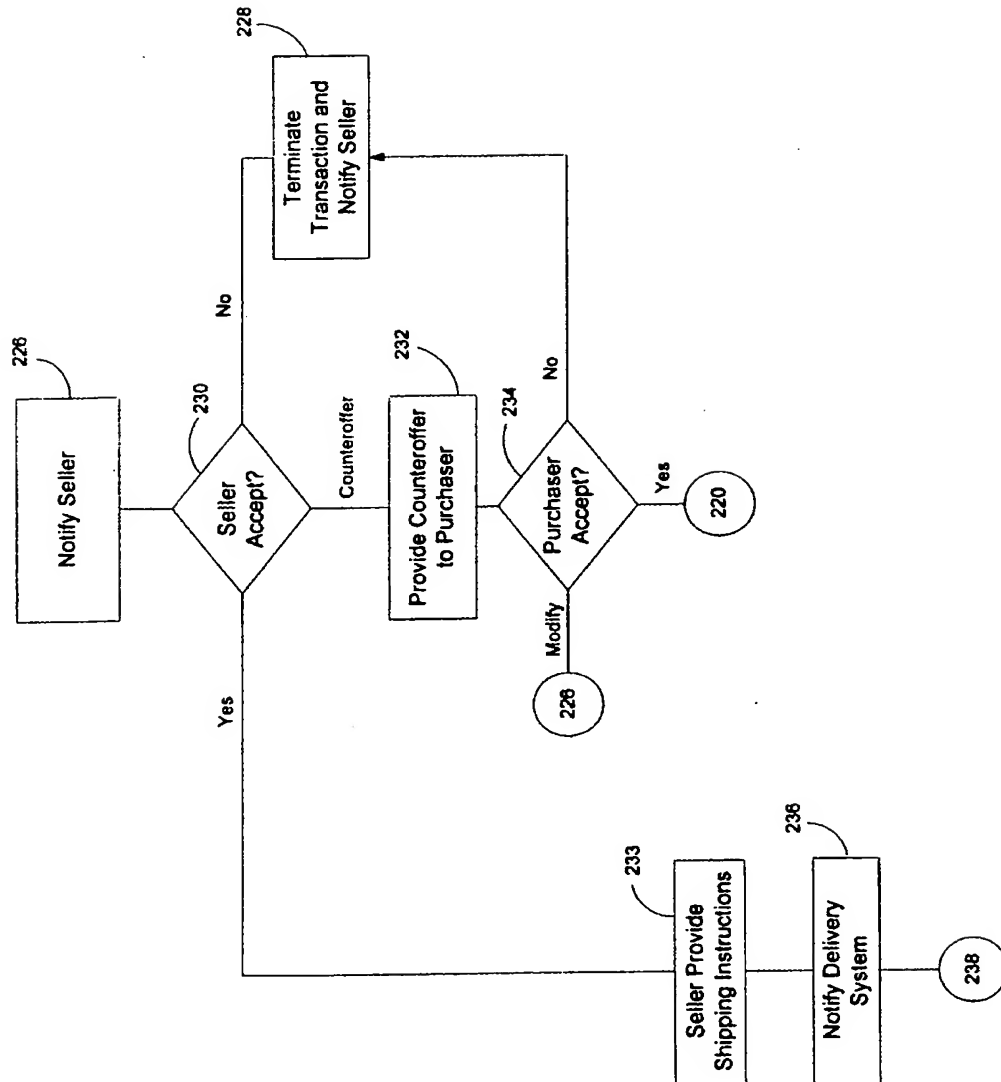 226
Notify Seller
230
Seller
Accept?
No
228
Terminate
Transaction and
Notify Seller
Yes
Counteroffer
232
Provide Counteroffer
to Purchaser
234
Purchaser
Accept?
No
Modify
226
Yes
220
233
Seller Provide
Shipping Instructions
236
Notify Delivery
System
238